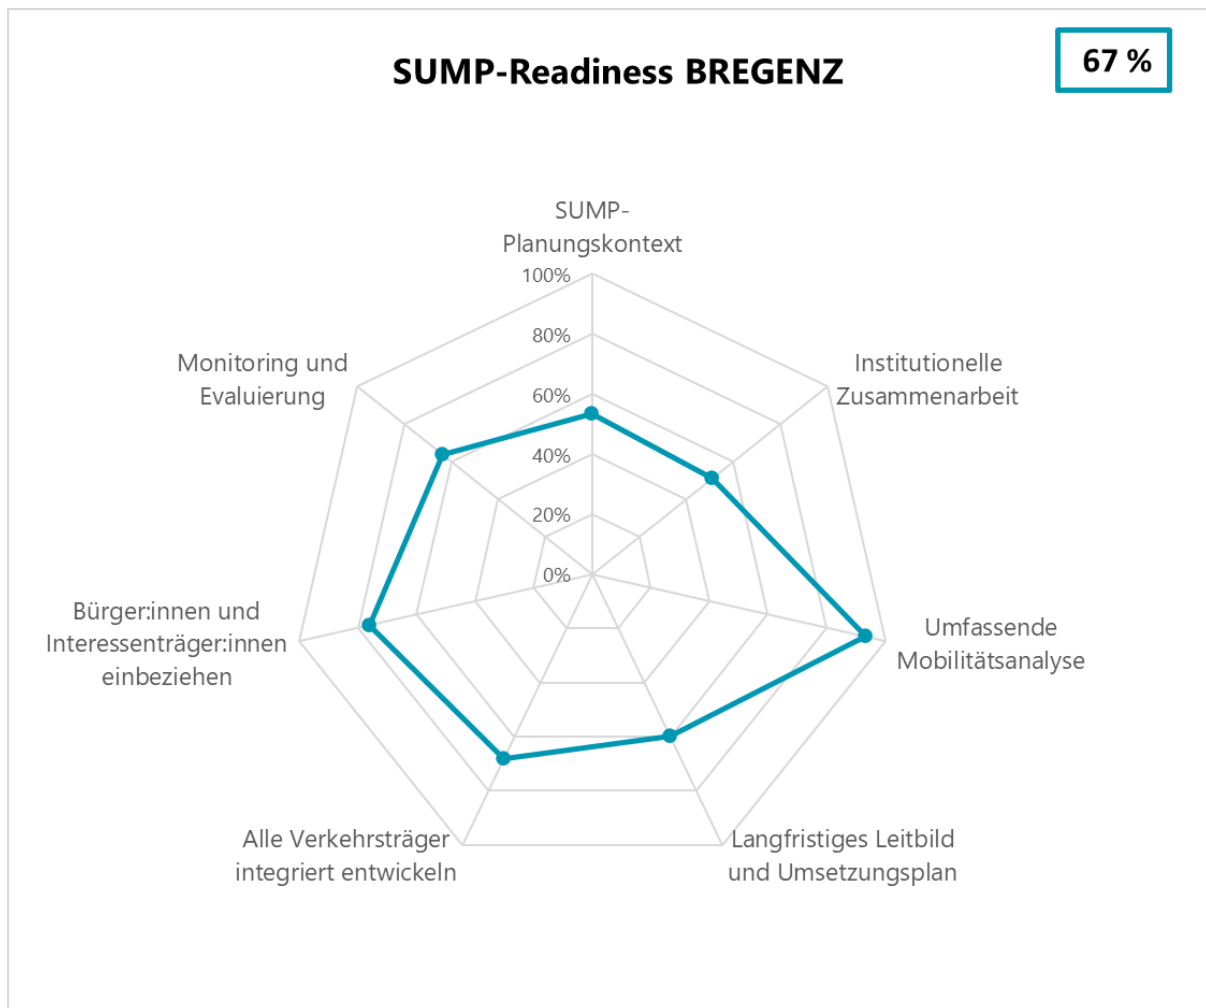 SUMP-Readiness BREGENZ
67 %
SUMP-
Planungskontext
100%
80%
60%
40%
20%
0%
Institutionelle
Zusammenarbeit
Umfassende
Mobilitätsanalyse
Langfristiges Leitbild
und Umsetzungsplan
Alle Verkehrsträger
integriert entwickeln
Bürger:innen und
Interessenträger:innen
einbeziehen
Monitoring und
Evaluierung